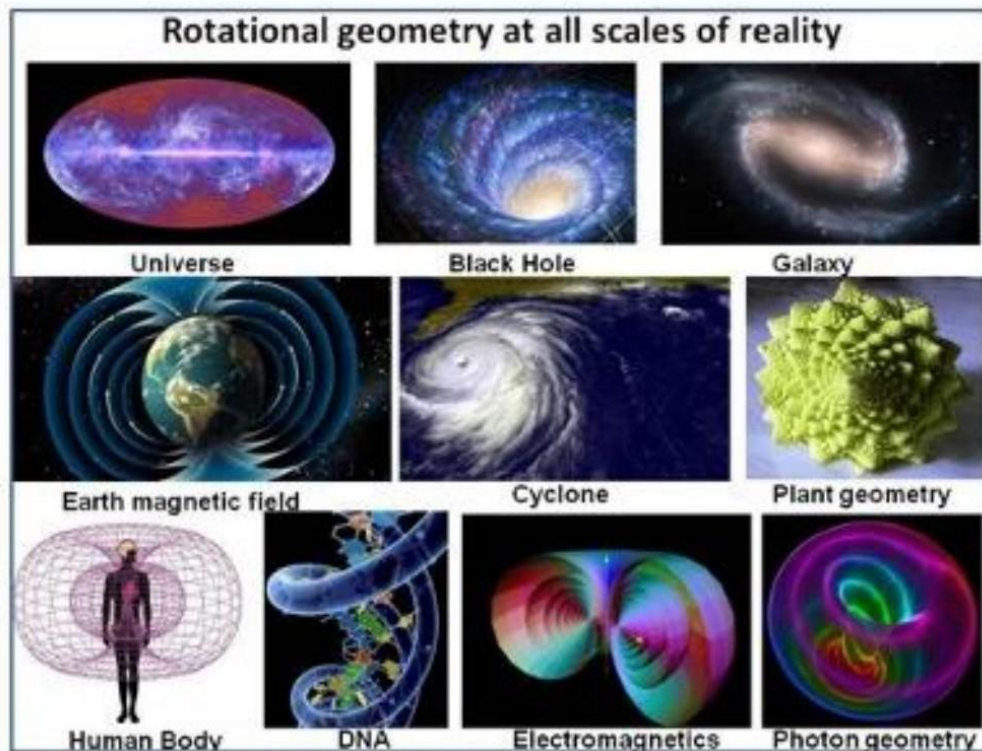 Rotational geometry at all scales of reality
Universe
Black Hole
Galaxy
Earth magnetic field
Cyclone
Plant geometry
Human Body
DNA
Electromagnetics
Photon geometry